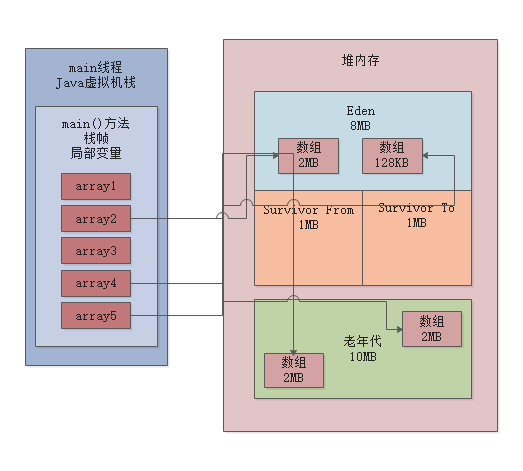 main线程
Java虚拟机栈
main()方法
栈帧
局部变量
array1
array2
array3
array4
array5
堆内存
Eden
8MB
数组
2MB
数组
128KB
Survivor From
1MB
Survivor To
1MB
老年代
10MB
数组
2MB
数组
2MB